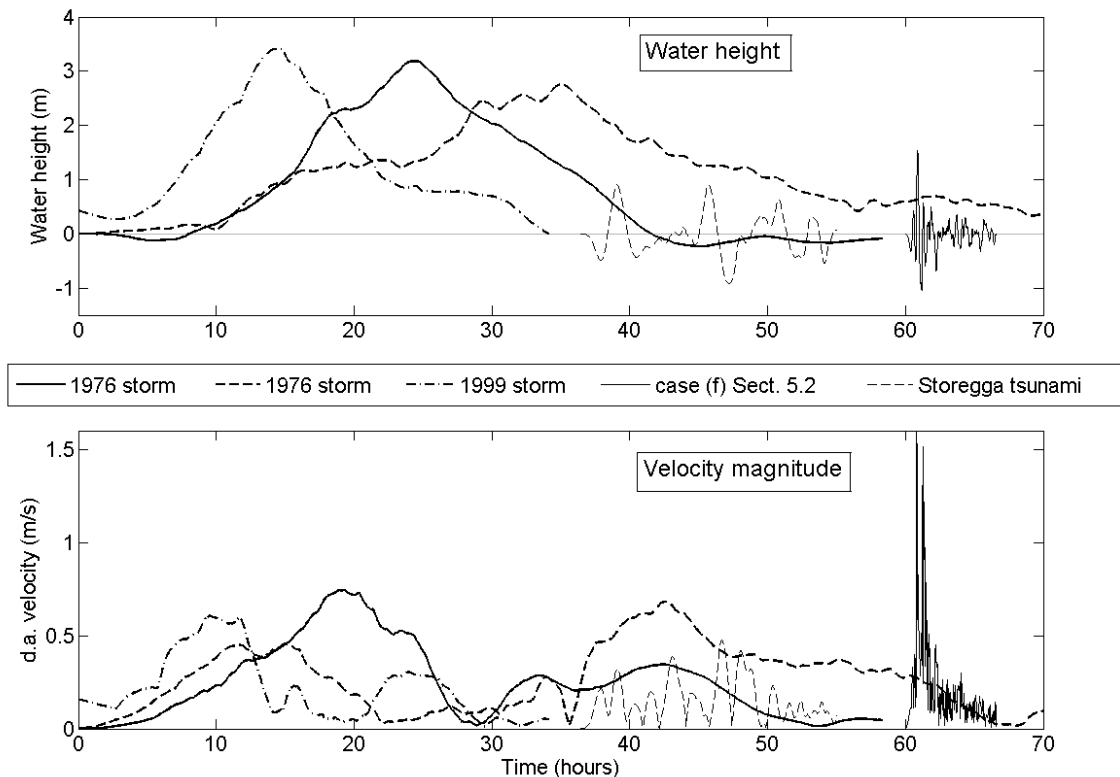 Water height
Water height (m)
4
3
2
1
0
-1
0 10 20 30 40 50 60 70
1976 storm 1976 storm 1999 storm case (f) Sect. 5.2 Storegga tsunami
Velocity magnitude
d.a. velocity (m/s)
1.5
1
0.5
0
0 10 20 30 40 50 60 70
Time (hours)